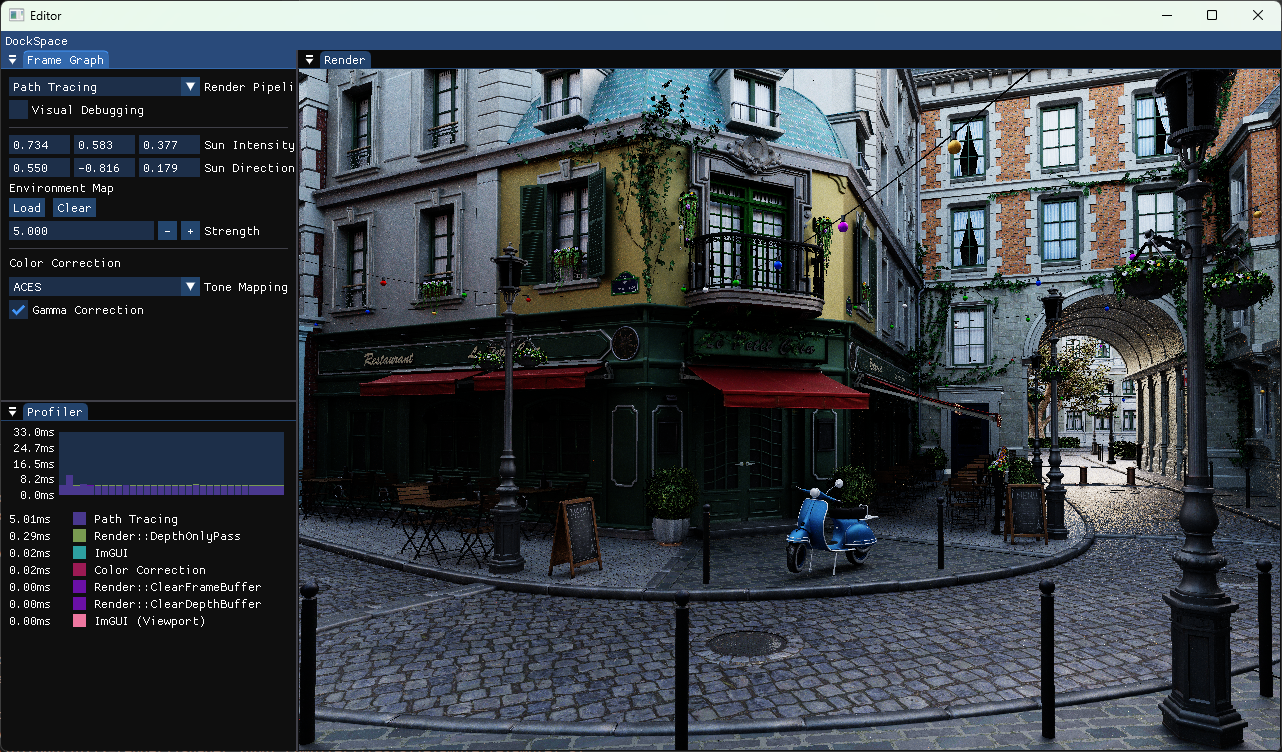 Editor
DockSpace
Frame Graph
Path Tracing Render Pipeli
Visual Debugging
0.734 0.583 0.377 Sun Intensity
0.550 -0.816 0.179 Sun Direction
Environment Map
Load Clear
5.000 - + Strength
Color Correction
ACES Tone Mapping
Gamma Correction
Profiler
33.0ms
24.7ms
16.5ms
8.2ms
0.0ms
5.01ms Path Tracing
0.29ms Render::DepthOnlyPass
0.02ms ImGUI
0.02ms Color Correction
0.00ms Render::ClearFrameBuffer
0.00ms Render::ClearDepthBuffer
0.00ms ImGUI (Viewport)
Render
Restaurant